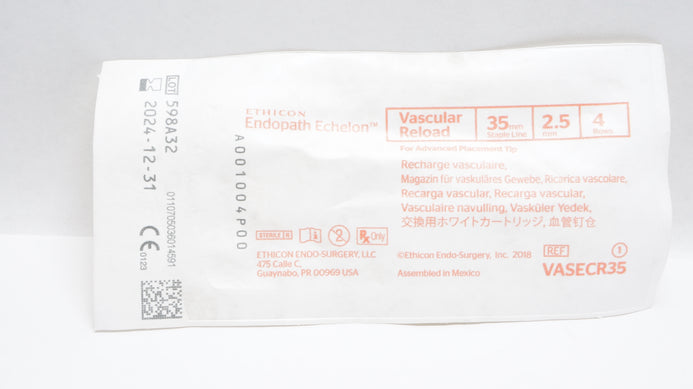 LOT 598A32
2024-12-31
0110705036014591
CE 0123
A001004P00
ETHICON
Endopath Echelon™
Vascular Reload
35mm Staple Line
2.5 mm
4 Rows
For Advanced Placement Tip
Recharge vasculaire,
Magazin für vaskuläres Gewebe, Ricarica vascolare,
Recarga vascular, Recarga vascular,
Vasculaire navulling, Vasküler Yedek,
交換用ホワイトカートリッジ, 血管钉仓
STERILE R
2
Rx Only
ETHICON ENDO-SURGERY, LLC
475 Calle C,
Guaynabo, PR 00969 USA
©Ethicon Endo-Surgery, Inc. 2018
Assembled in Mexico
REF
1
VASECR35